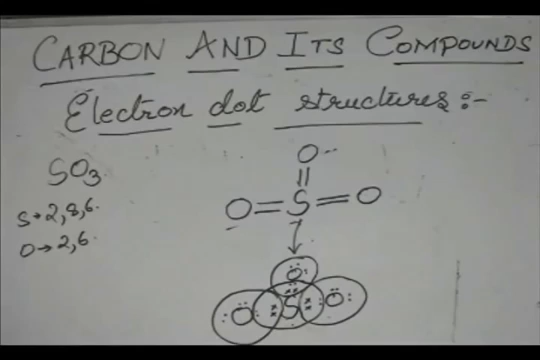 CARBON AND ITS COMPOUNDS
Electron dot structures:-
SO3
S→2,8,6.
O→2,6.
O
O=S=O
O
O S O